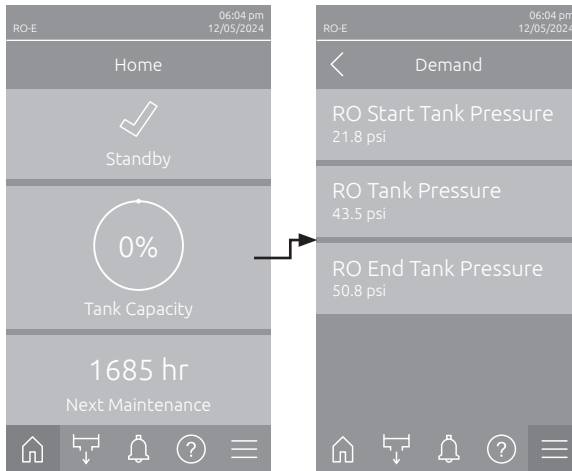 06:04 pm
RO-E 12/05/2024
Home
Standby
0%
Tank Capacity
1685 hr
Next Maintenance
?
06:04 pm
RO-E 12/05/2024
Demand
RO Start Tank Pressure
21.8 psi
RO Tank Pressure
43.5 psi
RO End Tank Pressure
50.8 psi
?